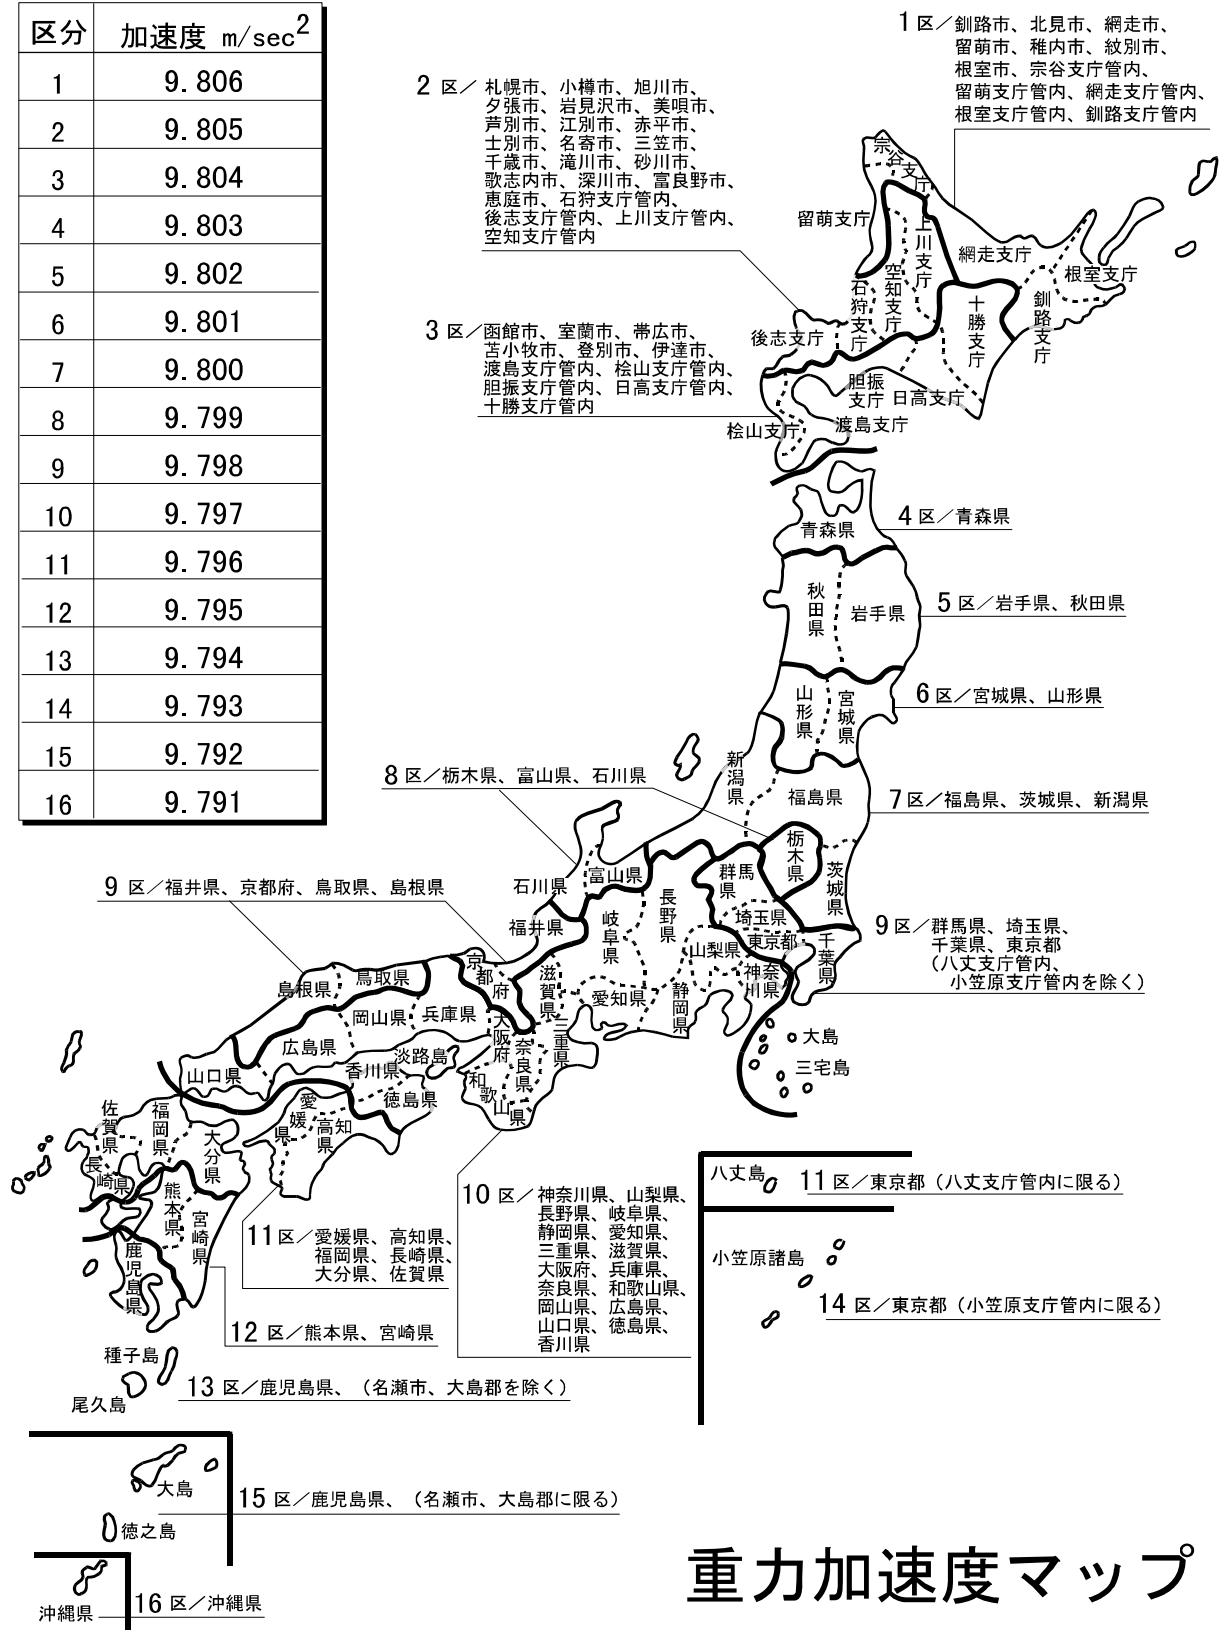 区分 加速度 m/sec2
1 9.806
2 9.805
3 9.804
4 9.803
5 9.802
6 9.801
7 9.800
8 9.799
9 9.798
10 9.797
11 9.796
12 9.795
13 9.794
14 9.793
15 9.792
16 9.791
1 区／釧路市、北見市、網走市、
留萌市、稚内市、紋別市、
根室市、宗谷支庁管内、
留萌支庁管内、網走支庁管内、
根室支庁管内、釧路支庁管内
2 区／札幌市、小樽市、旭川市、
夕張市、岩見沢市、美唄市、
芦別市、江別市、赤平市、
士別市、名寄市、三笠市、
千歳市、滝川市、砂川市、
歌志内市、深川市、富良野市、
恵庭市、石狩支庁管内、
後志支庁管内、上川支庁管内、
空知支庁管内
3 区／函館市、室蘭市、帯広市、
苫小牧市、登別市、伊達市、
渡島支庁管内、桧山支庁管内、
胆振支庁管内、日高支庁管内、
十勝支庁管内
宗谷支庁
留萌支庁
上川支庁
網走支庁
根室支庁
空知支庁
石狩支庁
釧路支庁
十勝支庁
後志支庁
胆振
支庁
日高支庁
渡島支庁
桧山支庁
4 区／青森県
青森県
5 区／岩手県、秋田県
秋田県
岩手県
6 区／宮城県、山形県
山形県
宮城県
新潟県
8 区／栃木県、富山県、石川県
福島県
7 区／福島県、茨城県、新潟県
栃木県
茨城県
群馬
県
富山県
石川県
9 区／福井県、京都府、鳥取県、島根県
長野県
埼玉県
岐阜県
福井県
東京都
千葉県
山梨県
神奈
川県
9 区／群馬県、埼玉県、
千葉県、東京都
(八丈支庁管内、
小笠原支庁管内を除く)
京都府
滋賀県
鳥取県
島根県
愛知県
静岡県
岡山県
兵庫県
大阪府
三重県
奈良県
広島県
淡路島
香川県
山口県
和歌山県
徳島県
大島
三宅島
愛媛県
高知
県
佐賀県
福岡県
大分県
長崎県
熊本県
宮崎県
鹿児島県
10 区／神奈川県、山梨県、
長野県、岐阜県、
静岡県、愛知県、
三重県、滋賀県、
大阪府、兵庫県、
奈良県、和歌山県、
岡山県、広島県、
山口県、徳島県、
香川県
11区／愛媛県、高知県、
福岡県、長崎県、
大分県、佐賀県
12 区／熊本県、宮崎県
八丈島
11 区／東京都（八丈支庁管内に限る）
小笠原諸島
14 区／東京都（小笠原支庁管内に限る）
種子島
尾久島
13 区／鹿児島県、（名瀬市、大島郡を除く）
大島
15 区／鹿児島県、（名瀬市、大島郡に限る）
徳之島
沖縄県
16 区／沖縄県
重力加速度マップ